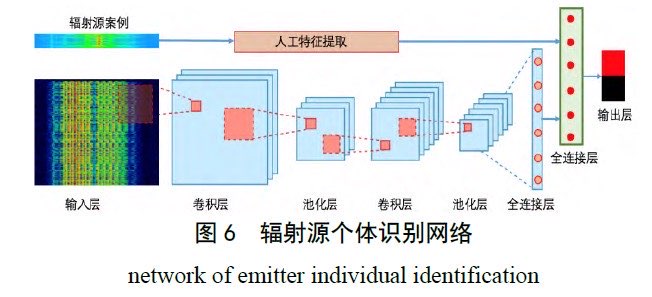 辐射源案例
人工特征提取
输出层
全连接层
输入层
卷积层
池化层
卷积层
池化层
全连接层
图 6 辐射源个体识别网络
network of emitter individual identification